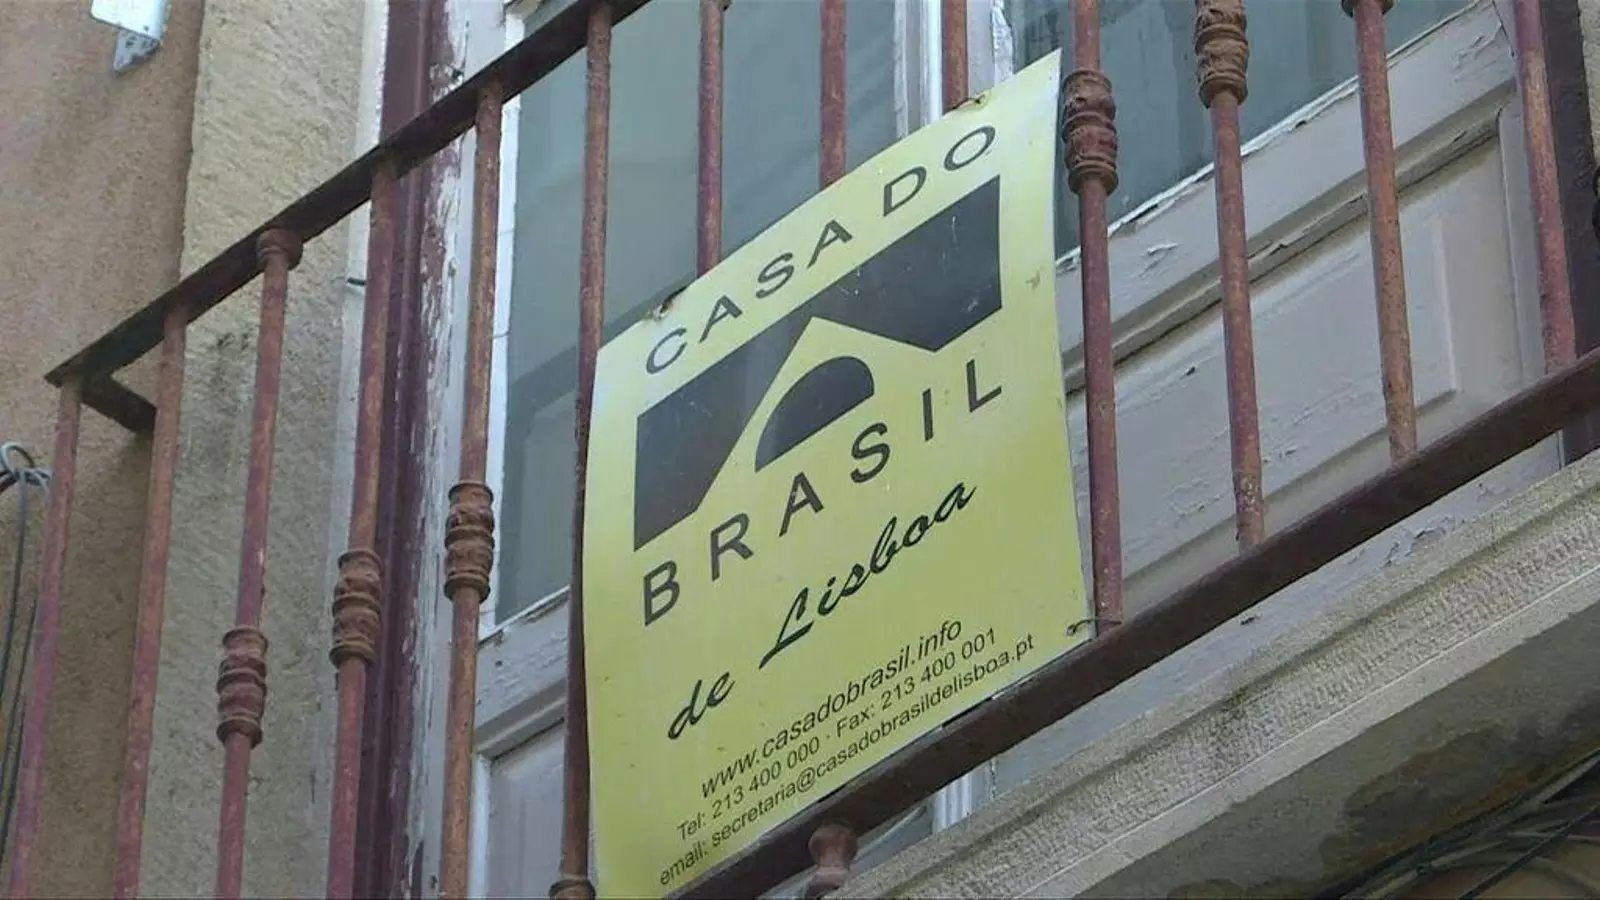 CASA DO
BRASIL
de Lisboa
www.casadobrasil.info
Tel: 213 400 000 . Fax: 213 400 001
email: secretaria@casadobrasildelisboa.pt